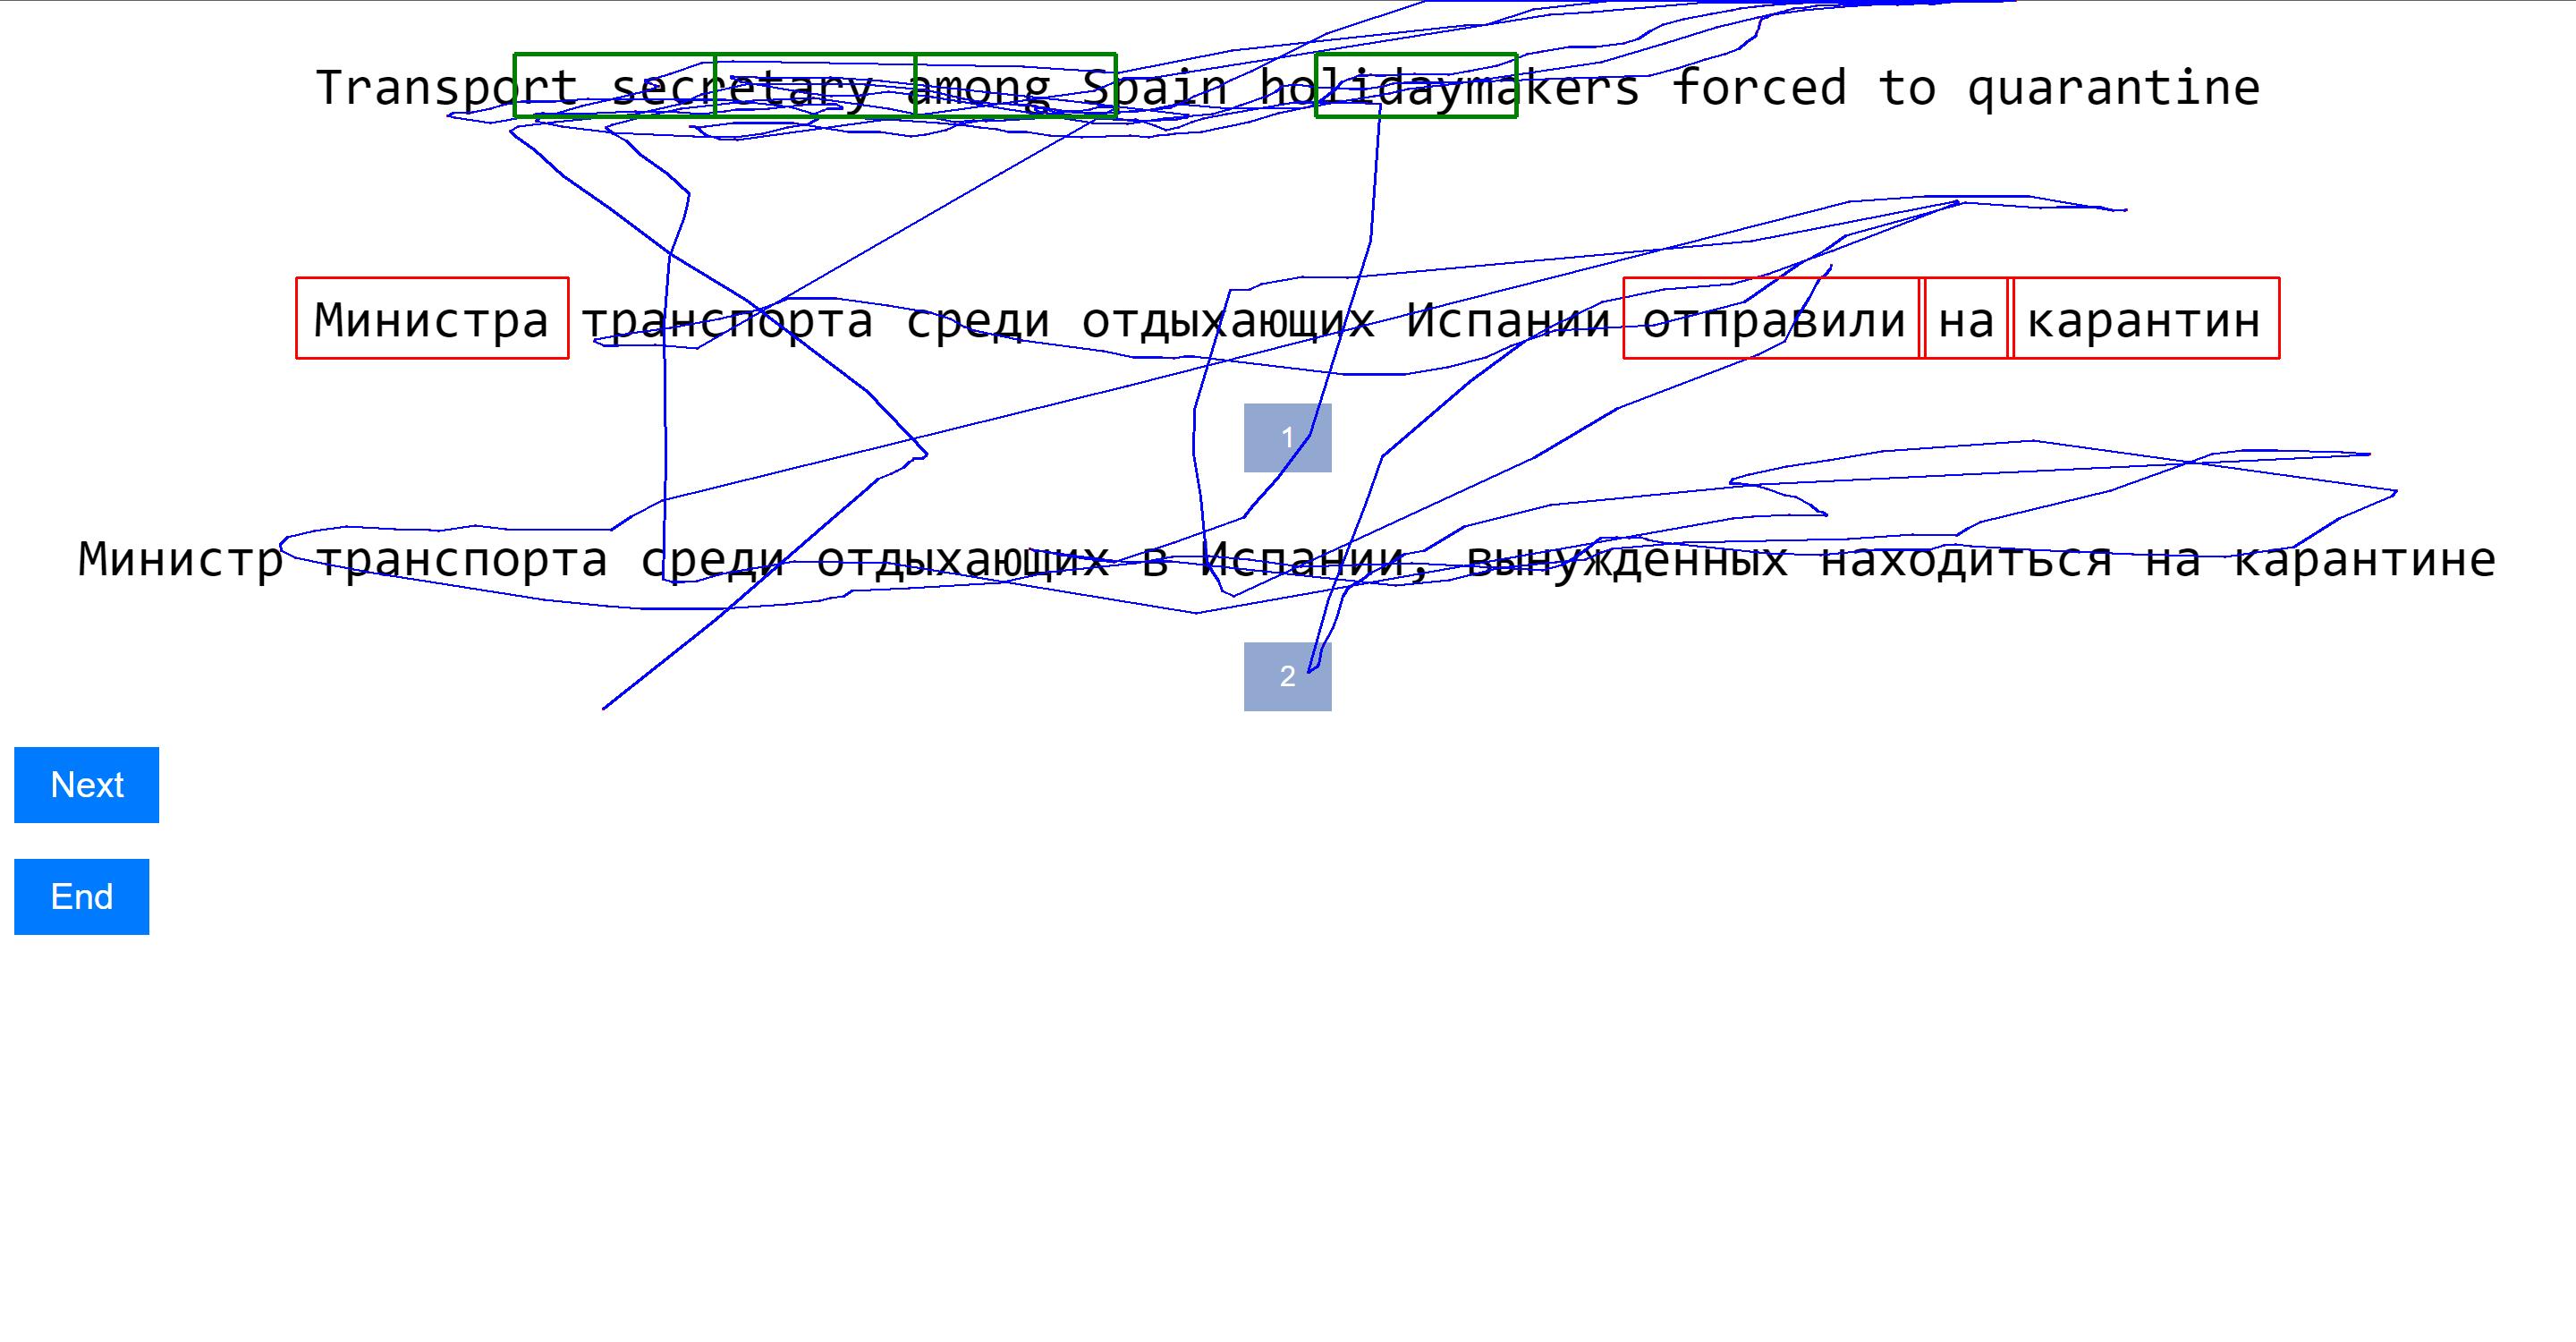 Transport secretary among Spain holidaymakers forced to quarantine
Министра транспорта среди отдыхающих Испании отправили на карантин
1
Министр транспорта среди отдыхающих в Испании, вынужденных находиться на карантине
2
Next
End